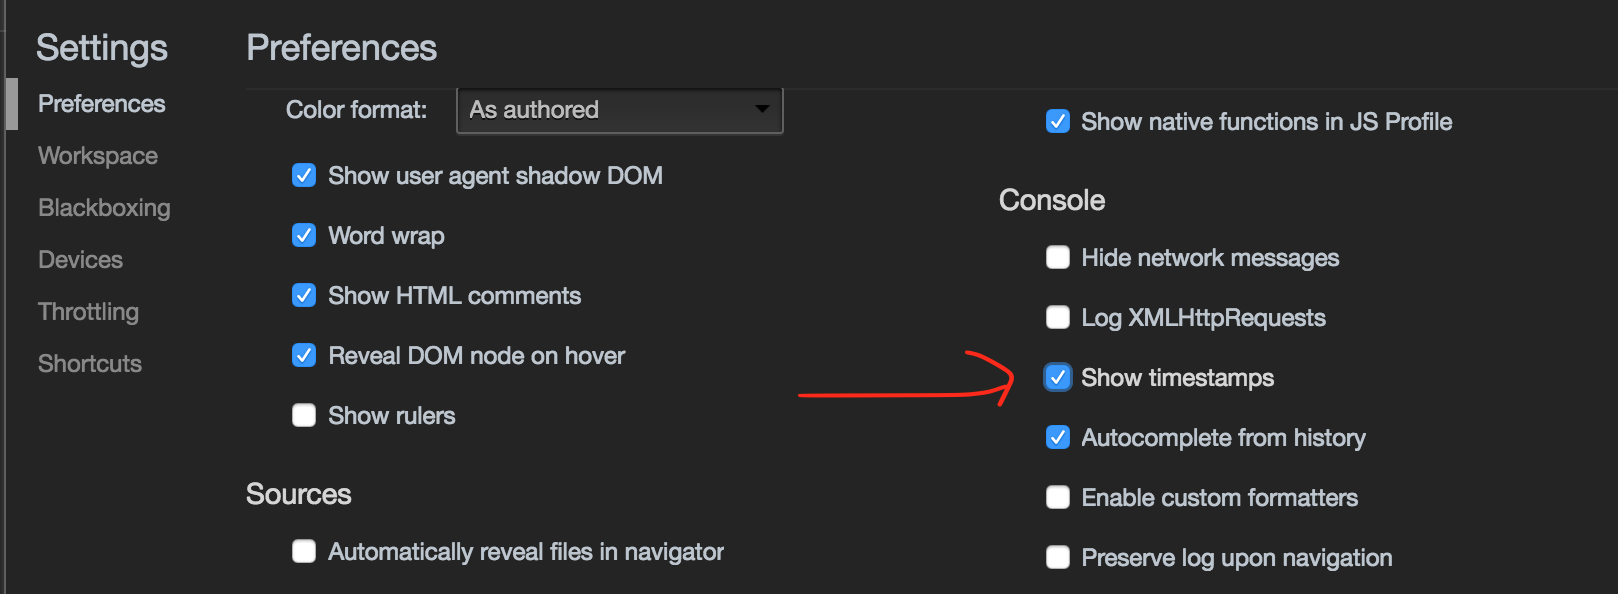 Settings
Preferences
Workspace
Blackboxing
Devices
Throttling
Shortcuts
Preferences
Color format: As authored
Show user agent shadow DOM
Word wrap
Show HTML comments
Reveal DOM node on hover
Show rulers
Sources
Automatically reveal files in navigator
Show native functions in JS Profile
Console
Hide network messages
Log XMLHttpRequests
Show timestamps
Autocomplete from history
Enable custom formatters
Preserve log upon navigation